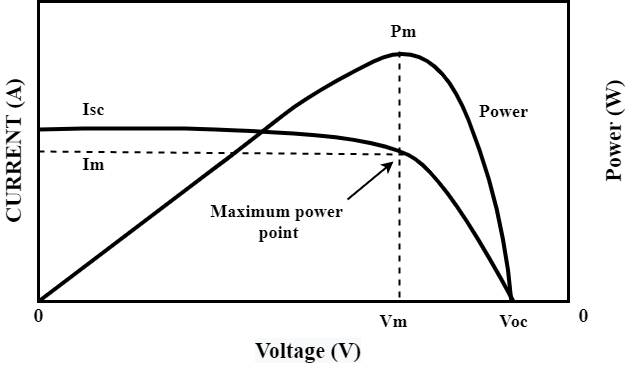 Pm
Isc
Power
Im
Maximum power
point
CURRENT (A)
Power (W)
0
Vm
Voc
0
Voltage (V)